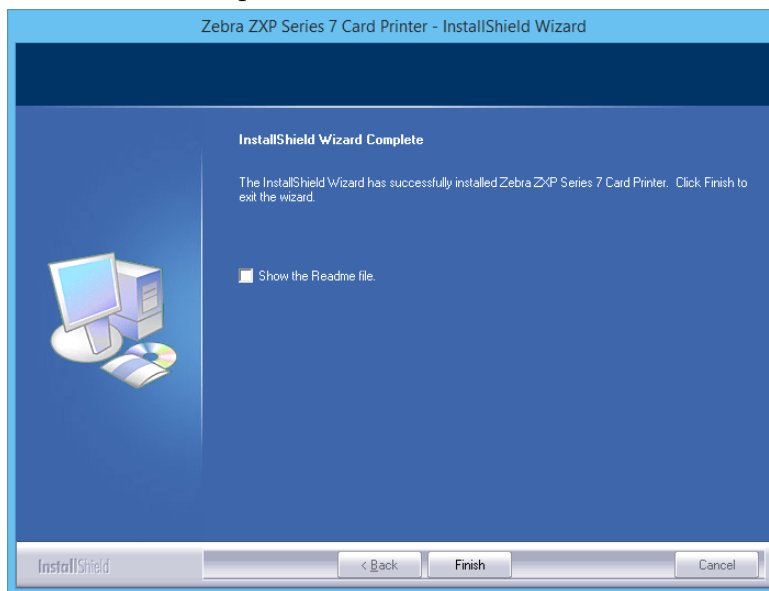 Zebra ZXP Series 7 Card Printer - InstallShield Wizard
InstallShield Wizard Complete
The InstallShield Wizard has successfully installed Zebra ZXP Series 7 Card Printer. Click Finish to
exit the wizard.
Show the Readme file.
InstallShield
< Back
Finish
Cancel